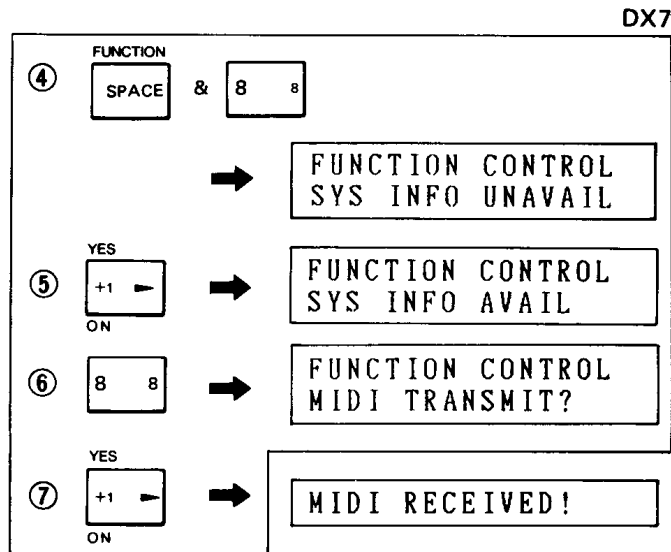 DX7
FUNCTION
④ SPACE & 8 8
FUNCTION CONTROL
SYS INFO UNAVAIL
YES
⑤ +1
ON
FUNCTION CONTROL
SYS INFO AVAIL
⑥ 8 8
FUNCTION CONTROL
MIDI TRANSMIT?
YES
⑦ +1
ON
MIDI RECEIVED!